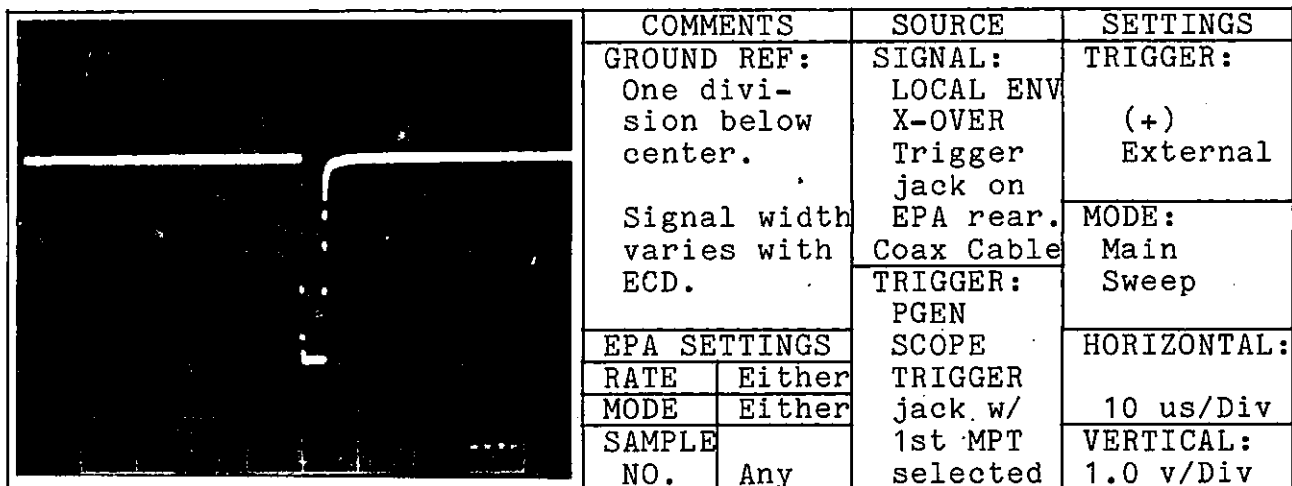 COMMENTS
GROUND REF:
One divi-
sion below
center.
Signal width
varies with
ECD.
EPA SETTINGS
RATE Either
MODE Either
SAMPLE
NO. Any
SOURCE
SIGNAL:
LOCAL ENV
X-OVER
Trigger
jack on
EPA rear.
Coax Cable
TRIGGER:
PGEN
SCOPE
TRIGGER
jack w/
1st MPT
selected
SETTINGS
TRIGGER:
(+)
External
MODE:
Main
Sweep
HORIZONTAL:
10 us/Div
VERTICAL:
1.0 v/Div